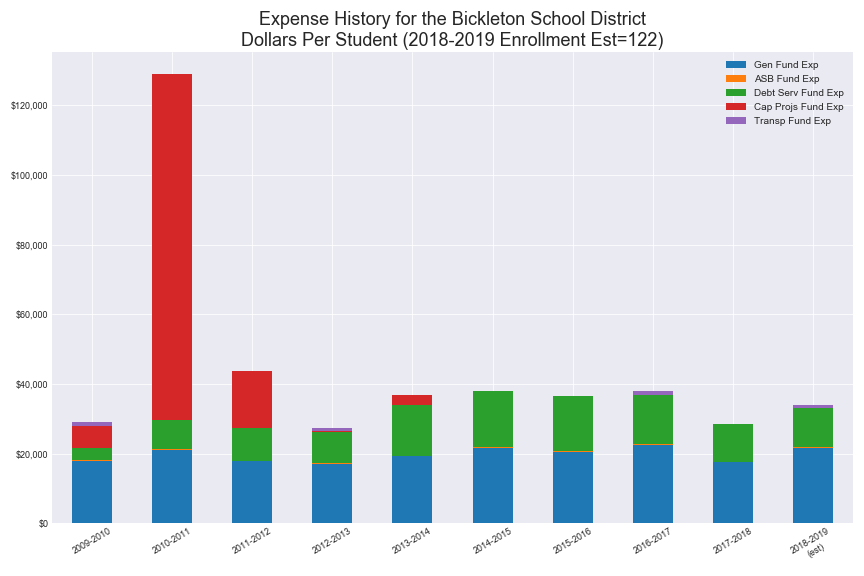 Expense History for the Bickleton School District
Dollars Per Student (2018-2019 Enrollment Est=122)
Gen Fund Exp
ASB Fund Exp
Debt Serv Fund Exp
Cap Projs Fund Exp
Transp Fund Exp
$120,000
$100,000
$80,000
$60,000
$40,000
$20,000
$0
2009-2010
2010-2011
2011-2012
2012-2013
2013-2014
2014-2015
2015-2016
2016-2017
2017-2018
2018-2019
(est)